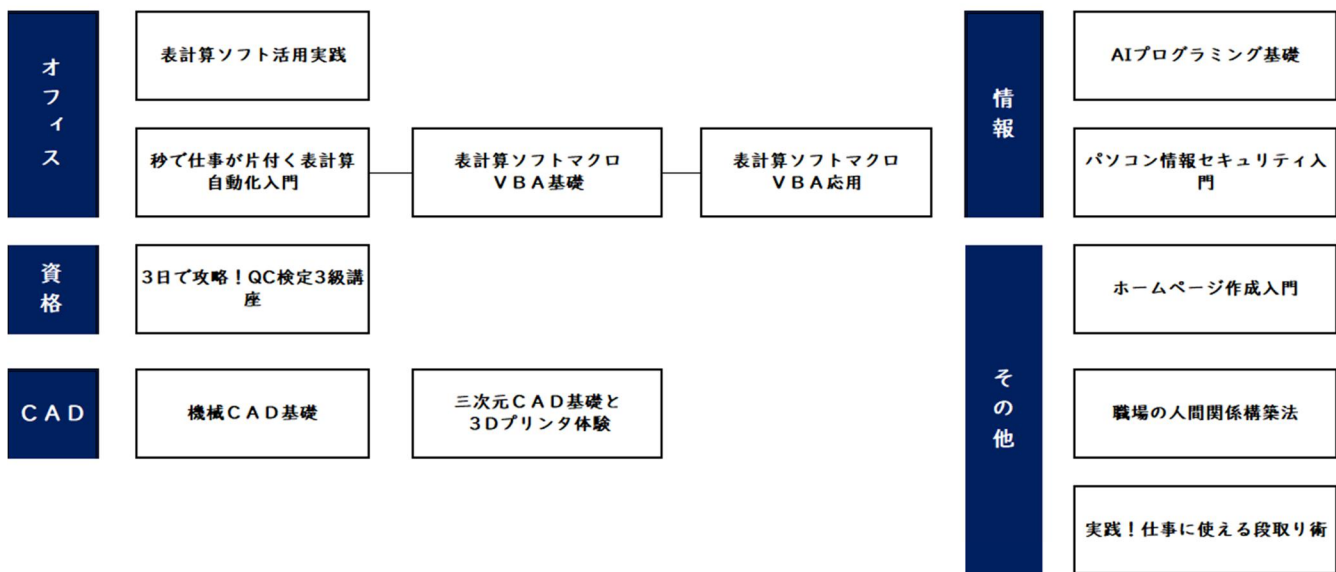 オフィス
表計算ソフト活用実践
秒で仕事が片付く表計算
自動化入門
表計算ソフトマクロ
ＶＢＡ基礎
表計算ソフトマクロ
ＶＢＡ応用
資格
3日で攻略！QC検定3級講
座
ＣＡＤ
機械ＣＡＤ基礎
三次元ＣＡＤ基礎と
３Dプリンタ体験
情報
AIプログラミング基礎
パソコン情報セキュリティ入
門
その他
ホームページ作成入門
職場の人間関係構築法
実践！仕事に使える段取り術